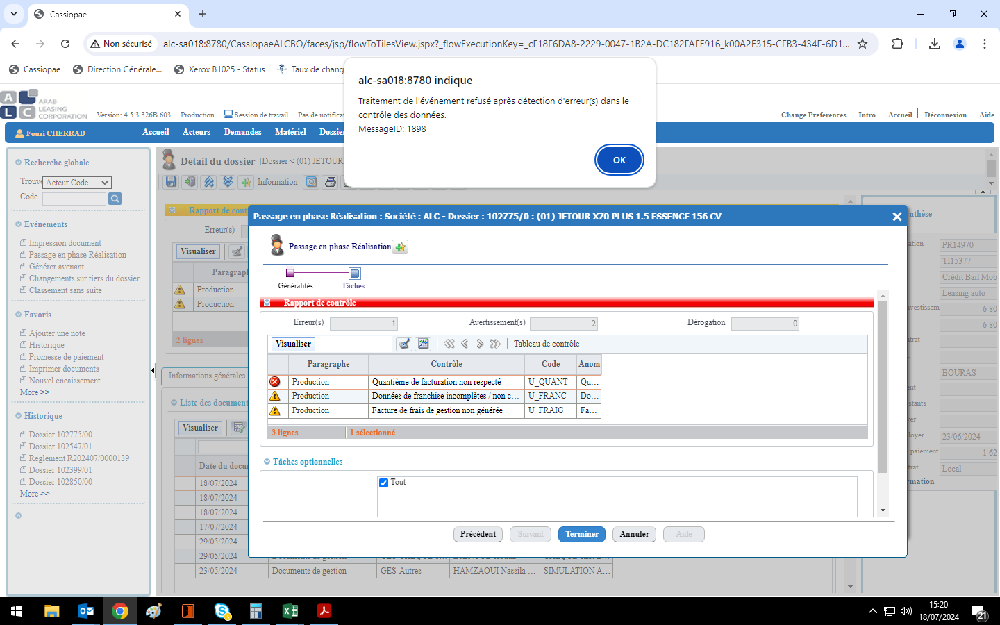 Cassiopae
Non sécurisé
alc-sa018:8780/CassiopaeALCBO/faces/jsp/flowToTilesView.jspx?_flowExecutionKey=_cF18F6DA8-2229-0047-1B2A-DC182FAFE916_k00A2E315-CFB3-434F-6D1...
Cassiopae
Direction Générale...
Xerox B1025 - Status
Taux de chang
alc-sa018:8780 indique
Traitement de l'événement refusé après détection d'erreur(s) dans le
contrôle des données.
MessageID: 1898
OK
ALC
ARAB
LEASING
CORPORATION
Version: 4.5.3.326B.603
Production
Session de travail
Pas de notificat
Change Preferences
Intro
Accueil
Déconnexion
Aide
Fouzi CHERRAD
Accueil
Acteurs
Demandes
Matériel
Dossier
Recherche globale
Trouve
Acteur Code
Code
Evénements
Impression document
Passage en phase Réalisation
Générer avenant
Changements sur tiers du dossier
Classement sans suite
Favoris
Ajouter une note
Historique
Promesse de paiement
Imprimer documents
Nouvel encaissement
More >>
Historique
Dossier 102775/00
Dossier 102547/01
Reglement R202407/0000139
Dossier 102399/01
Dossier 102850/00
More >>
Détail du dossier
[Dossier < (01) JETOUR
Information
Rapport de cont
Erreur(s)
Visualiser
Paragraph
Production
Production
2 lignes
Informations générales
Liste des document
Visualiser
Date du docu
18/07/2024
18/07/2024
18/07/2024
17/07/2024
29/05/2024
29/05/2024
23/05/2024
Documents de gestion
GES-Autres
HAMZAOUI Nassila ...
SIMULATION A...
Passage en phase Réalisation : Société : ALC - Dossier : 102775/0 : (01) JETOUR X70 PLUS 1.5 ESSENCE 156 CV
Passage en phase Réalisation
Généralités
Tâches
Rapport de contrôle
Erreur(s)
1
Avertissement(s)
2
Dérogation
0
Visualiser
Tableau de contrôle
Paragraphe
Contrôle
Code
Anom
Production
Quantième de facturation non respecté
U_QUANT
Qu...
Production
Données de franchise incomplètes / non c...
U_FRANC
Do...
Production
Facture de frais de gestion non générée
U_FRAIG
Fa...
3 lignes
1 sélectionné
Tâches optionnelles
Tout
Précédent
Suivant
Terminer
Annuler
Aide
nthèse
ation
PR14970
TI15377
Crédit Bail Mob
Leasing auto
nvestissem
6 80
6 80
trat
BOURAS
nt
stants
yer
loyer
23/06/2024
paiement
1 62
trat
Local
rmation
15:20
18/07/2024
21